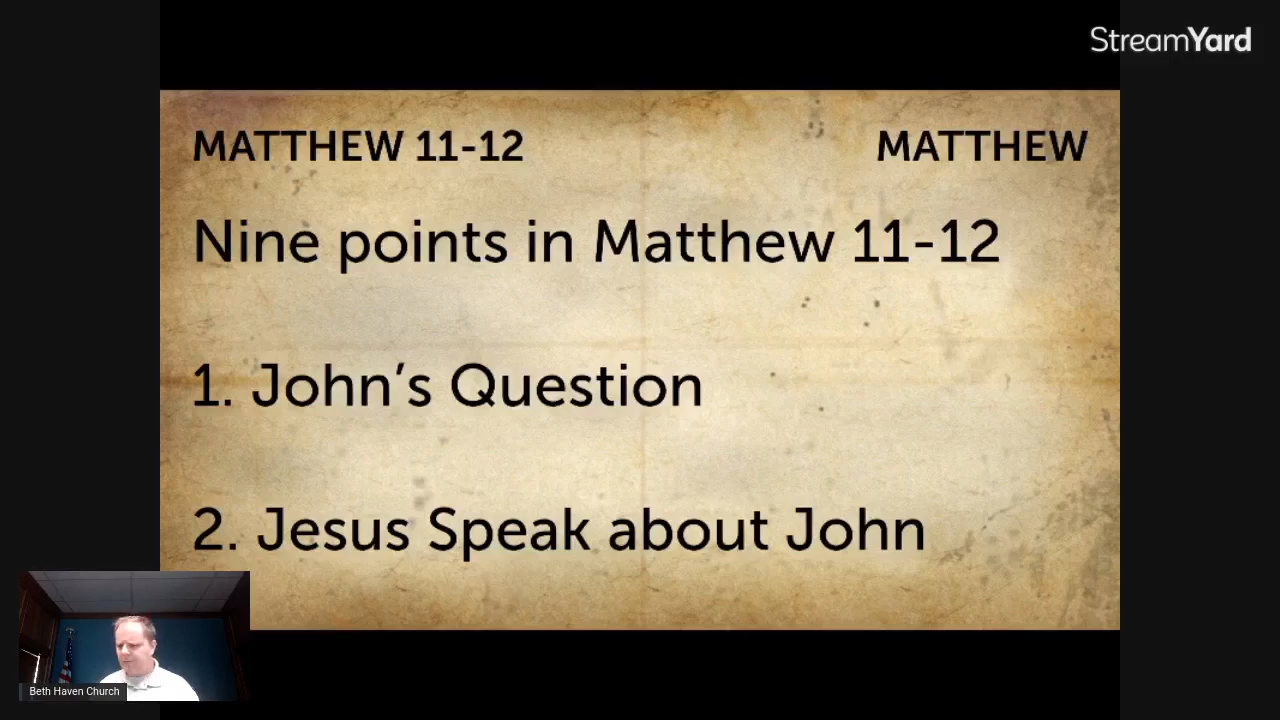 StreamYard
MATTHEW 11-12
MATTHEW
Nine points in Matthew 11-12
1. John’s Question
2. Jesus Speak about John
Beth Haven Church